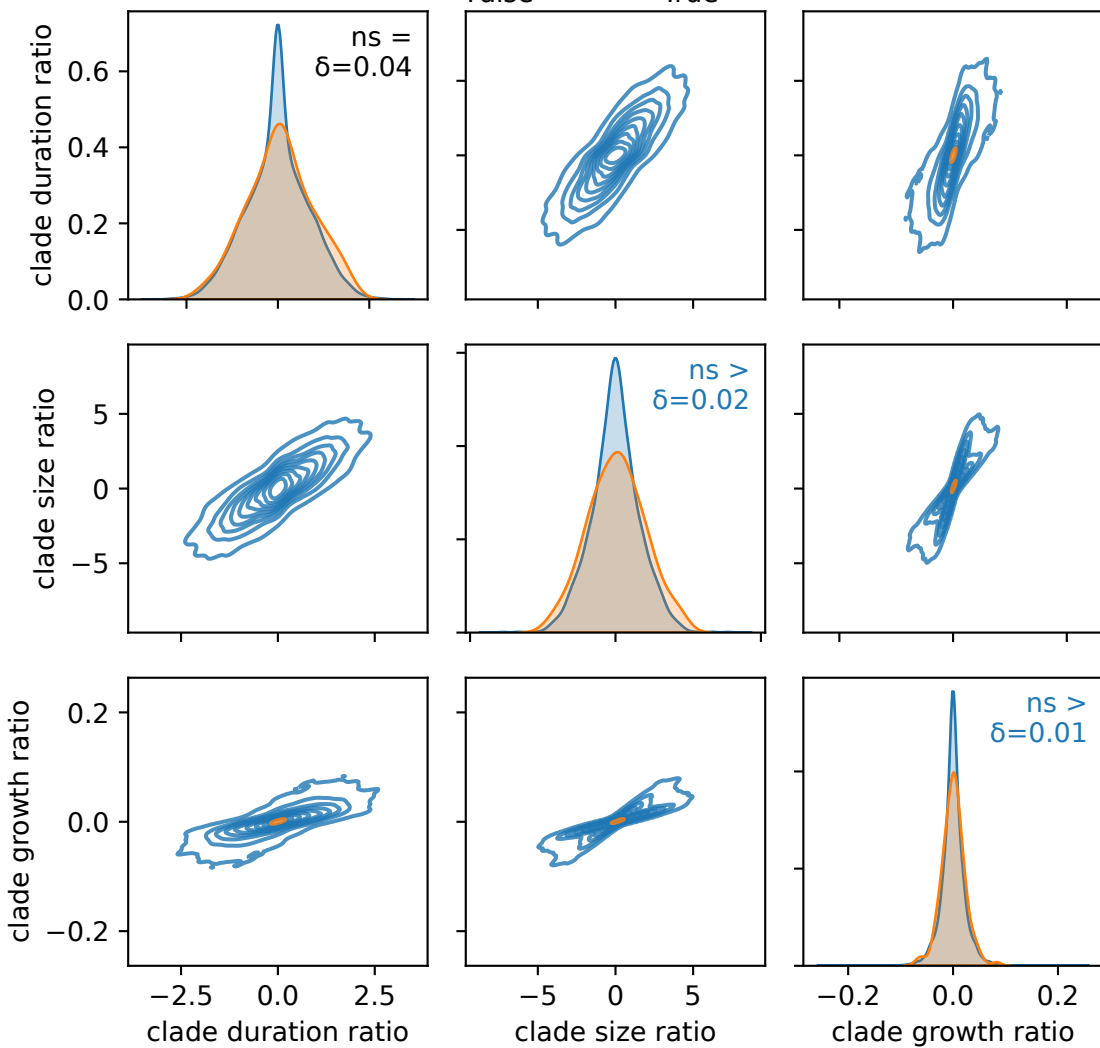 clade duration ratio
0.6
0.4
0.2
0.0
ns =
δ=0.04
clade size ratio
5
0
−5
ns >
δ=0.02
clade growth ratio
0.2
0.0
−0.2
ns >
δ=0.01
−2.5 0.0 2.5
−5 0 5
−0.2 0.0 0.2
clade duration ratio
clade size ratio
clade growth ratio